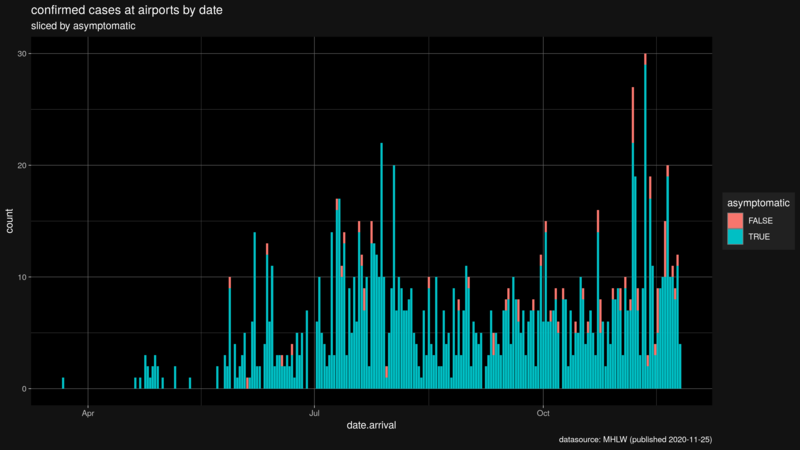 confirmed cases at airports by date
sliced by asymptomatic
30
20
10
0
count
Apr
Jul
Oct
date.arrival
asymptomatic
FALSE
TRUE
datasource: MHLW (published 2020-11-25)